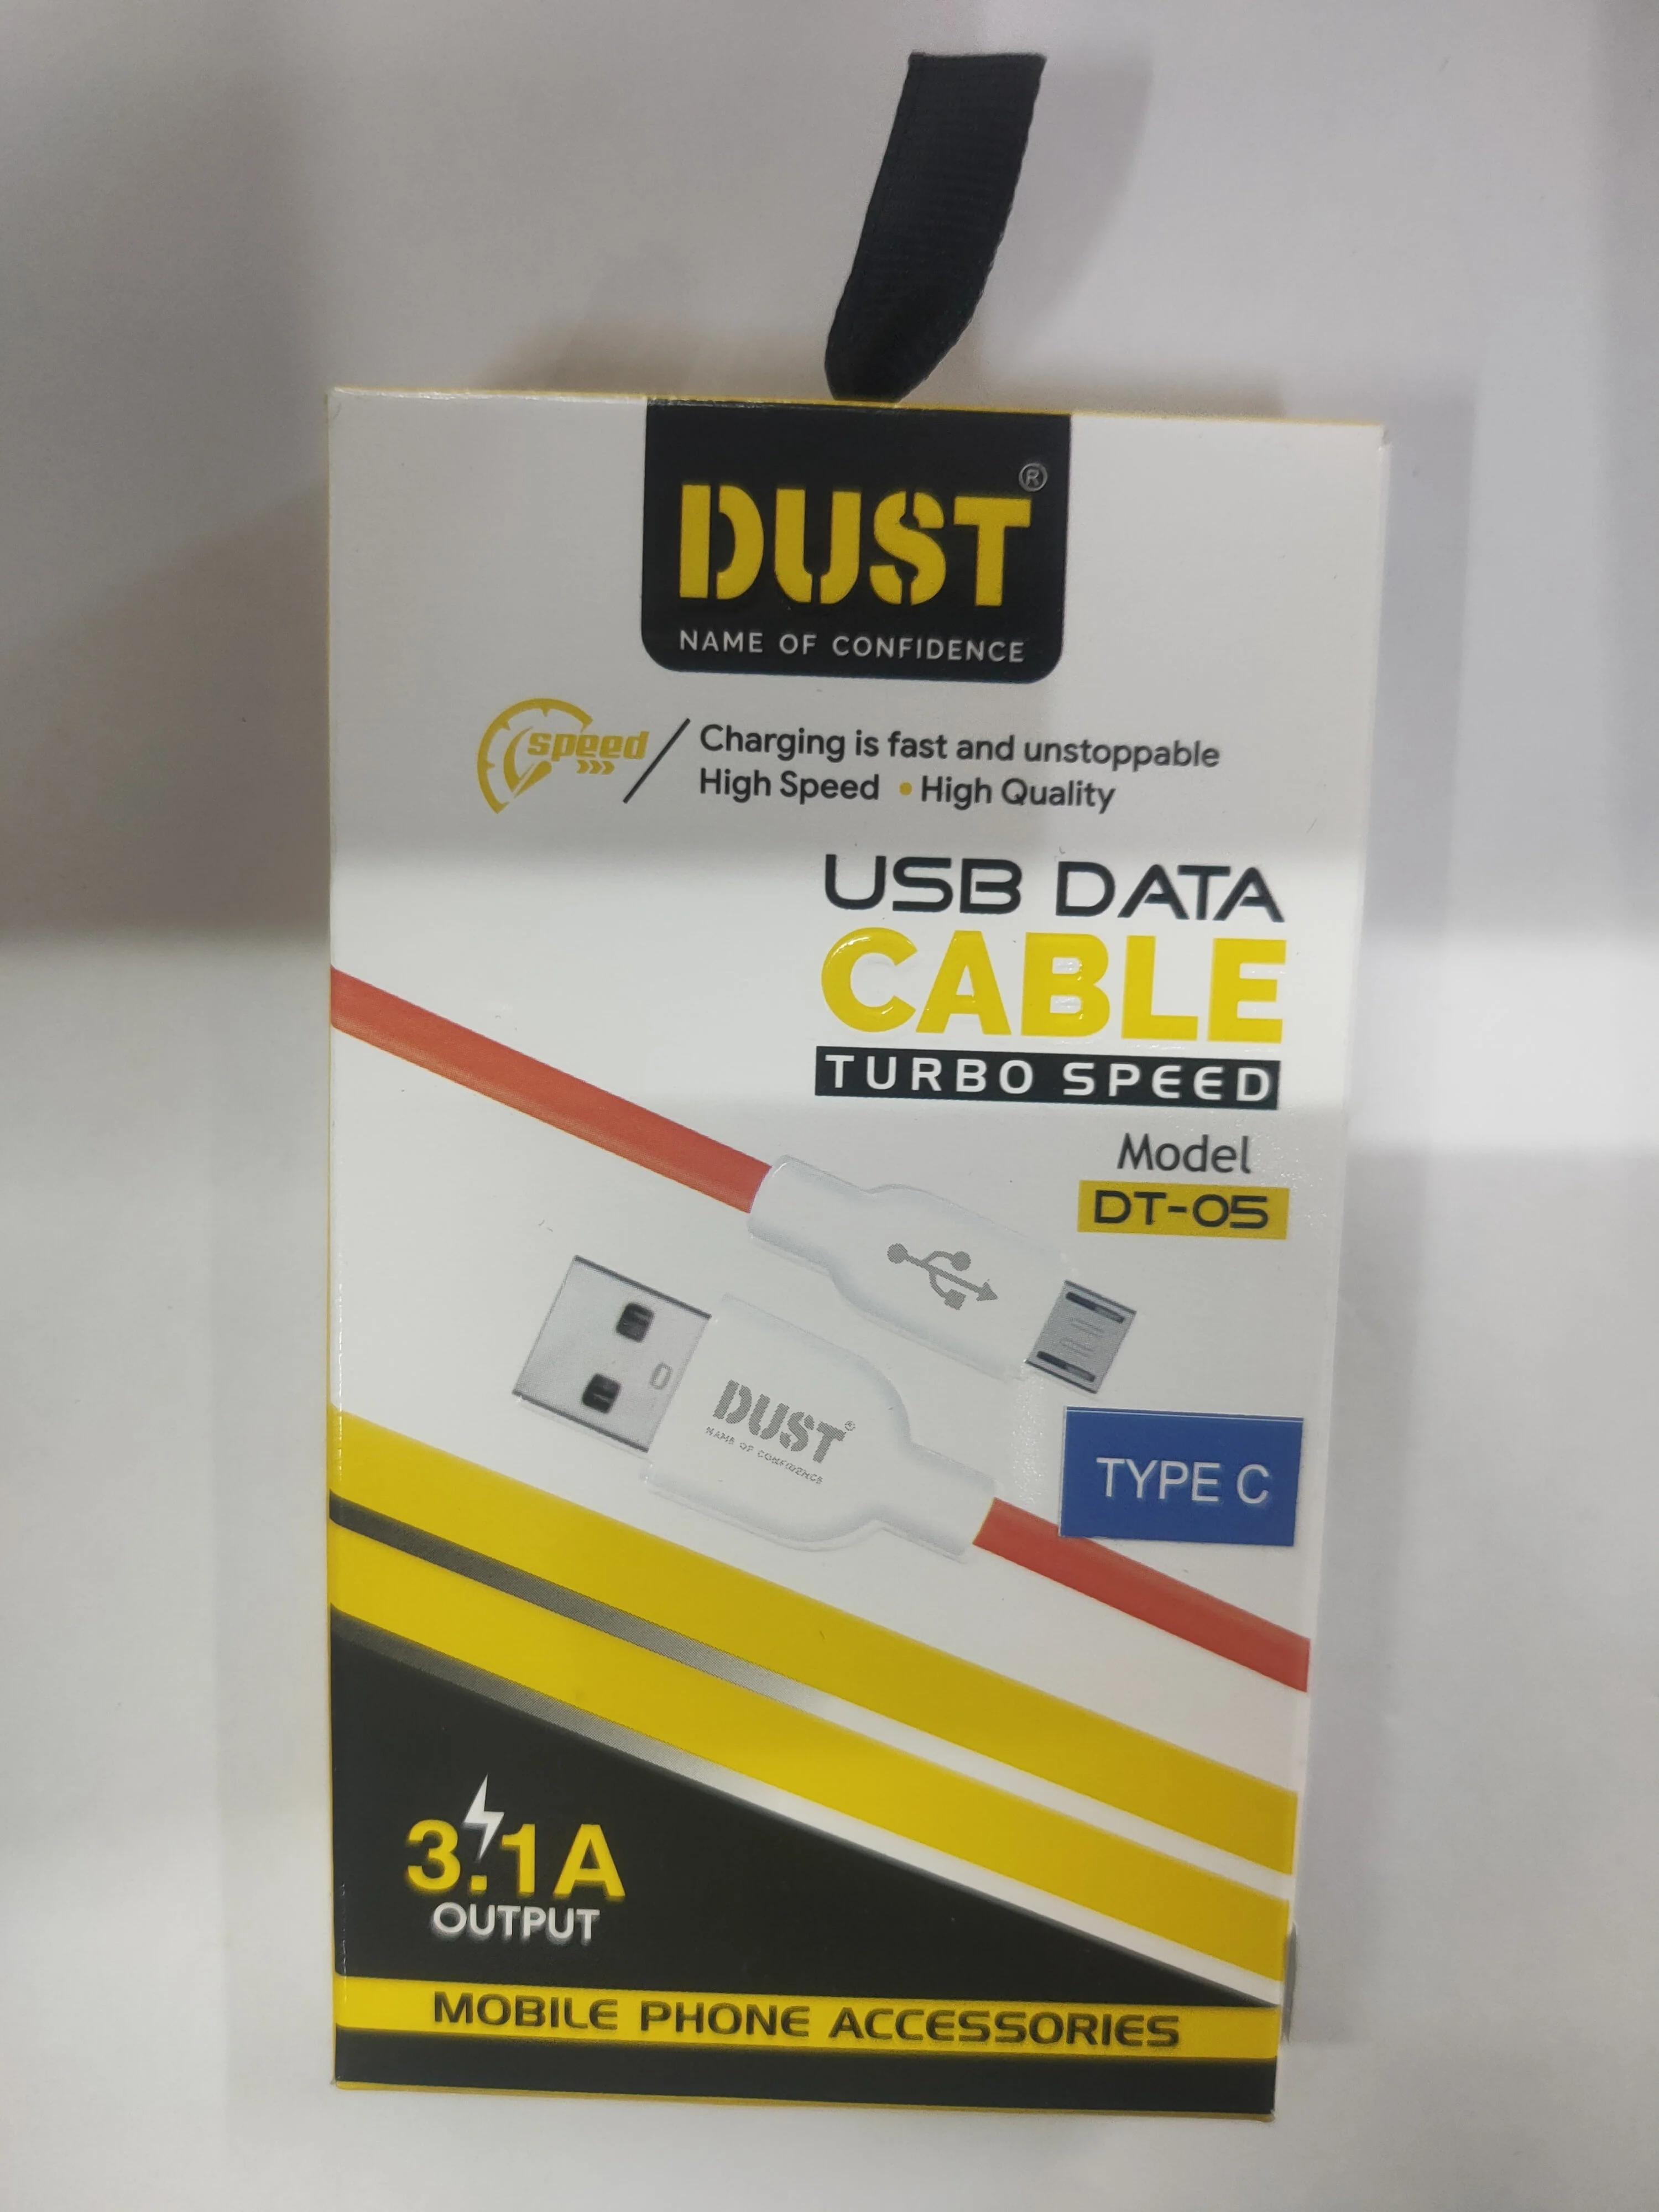 DUST®
NAME OF CONFIDENCE
speed
Charging is fast and unstoppable
High Speed • High Quality
USB DATA
CABLE
TURBO SPEED
Model
DT-05
DUST®
NAME OF CONFIDENCE
TYPE C
3.1A
OUTPUT
MOBILE PHONE ACCESSORIES